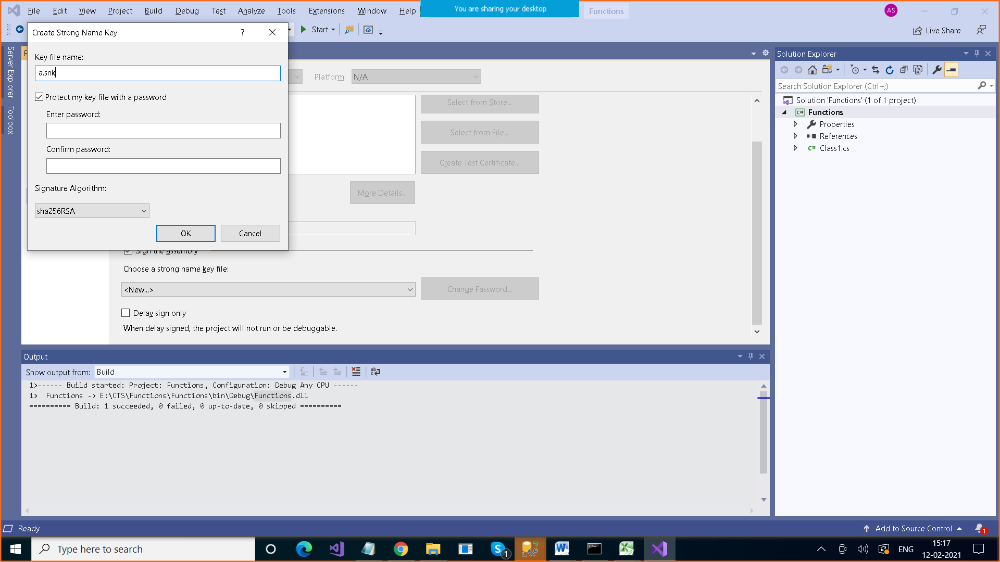 File Edit View Project Build Debug Test Analyze Tools Extensions Window Help
You are sharing your desktop
Functions
AS
Start
Live Share
Create Strong Name Key
?
Key file name:
a.snk
Protect my key file with a password
Enter password:
Confirm password:
Signature Algorithm:
sha256RSA
OK
Cancel
Server Explorer
Toolbox
Platform:
N/A
Select from Store...
Select from File...
Create Test Certificate...
More Details...
Sign the assembly
Choose a strong name key file:
<New...>
Change Password...
Delay sign only
When delay signed, the project will not run or be debuggable.
Solution Explorer
Search Solution Explorer (Ctrl+;)
Solution 'Functions' (1 of 1 project)
C# Functions
Properties
References
C# Class1.cs
Output
Show output from:
Build
1>------ Build started: Project: Functions, Configuration: Debug Any CPU ------
1>  Functions -> E:\CTS\Functions\Functions\bin\Debug\Functions.dll
========== Build: 1 succeeded, 0 failed, 0 up-to-date, 0 skipped ==========
Ready
Add to Source Control
1
Type here to search
1
ENG
15:17
12-02-2021